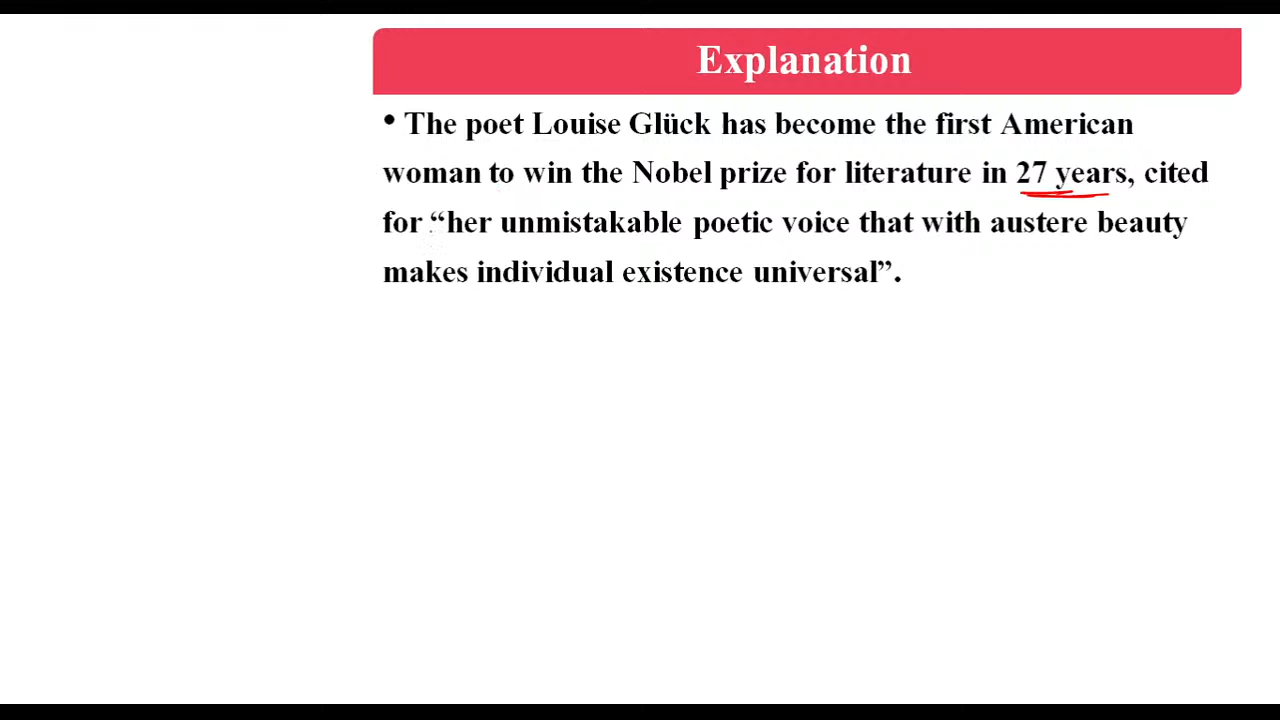 Explanation
• The poet Louise Glück has become the first American
woman to win the Nobel prize for literature in 27 years, cited
for “her unmistakable poetic voice that with austere beauty
makes individual existence universal”.